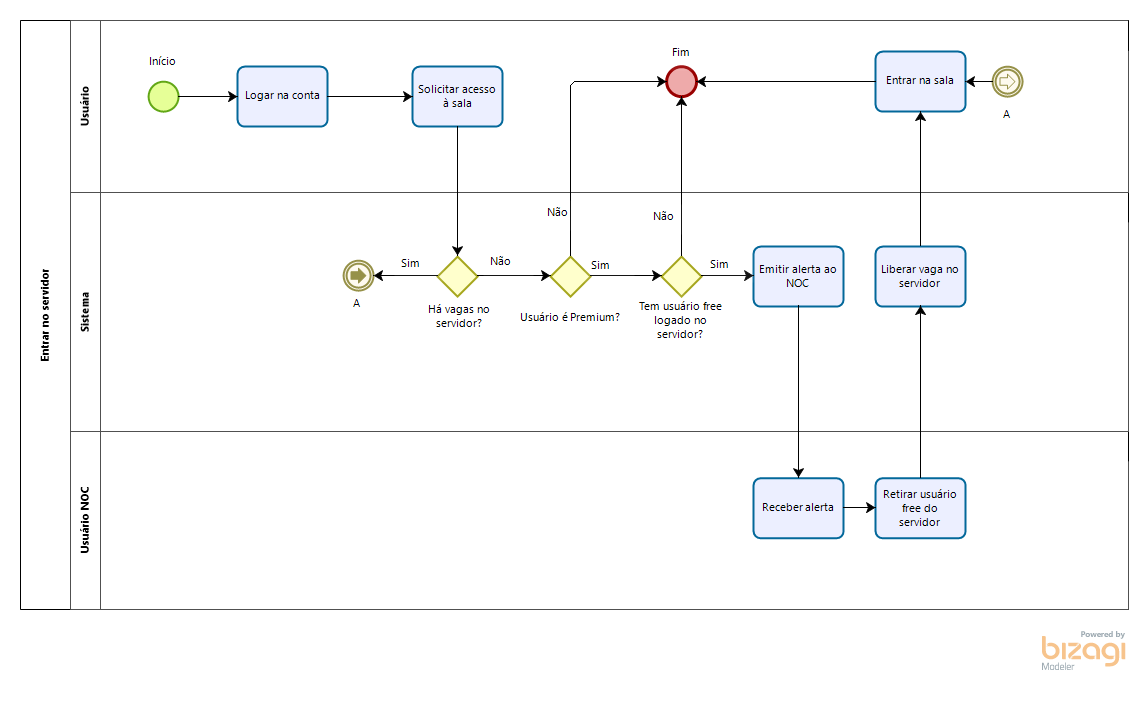 Entrar no servidor
Usuário
Início
Logar na conta
Solicitar acesso
à sala
Fim
Entrar na sala
A
Sistema
Não
Não
Sim
A
Não
Há vagas no
servidor?
Sim
Usuário é Premium?
Sim
Tem usuário free
logado no
servidor?
Emitir alerta ao
NOC
Liberar vaga no
servidor
Usuário NOC
Receber alerta
Retirar usuário
free do
servidor
Powered by
bizagi
Modeler